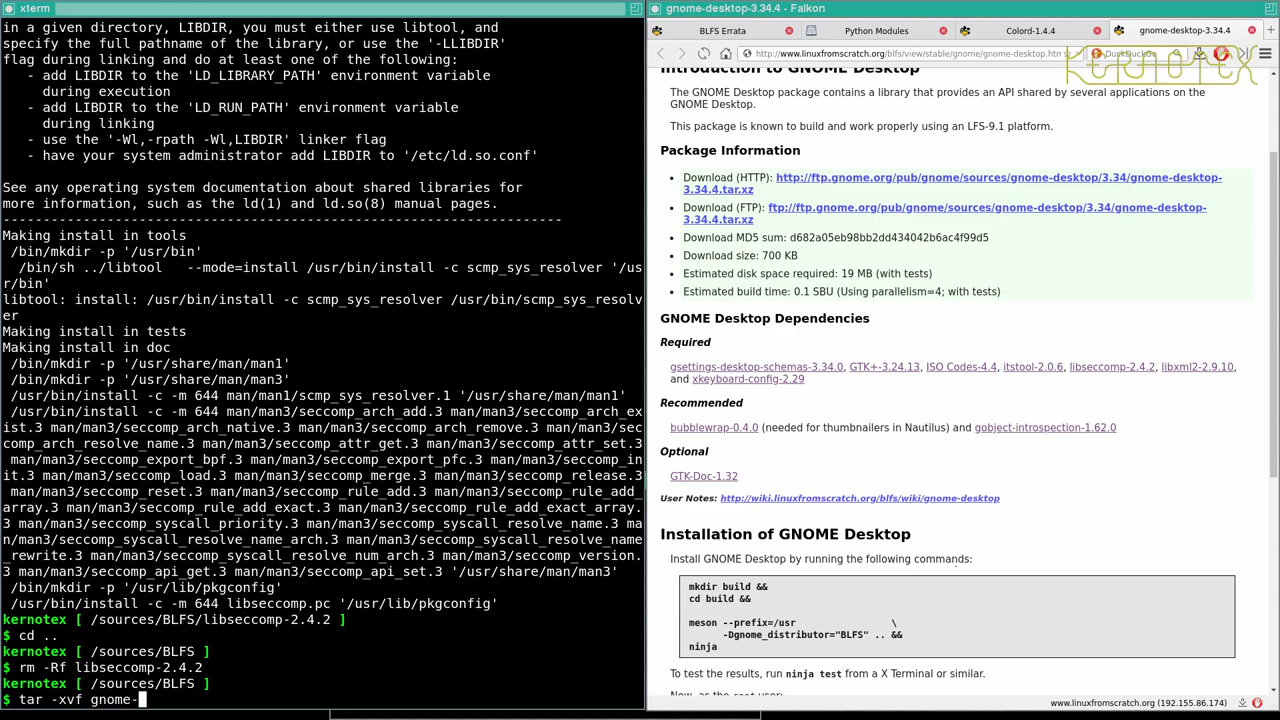 xterm
in a given directory, LIBDIR, you must either use libtool, and
specify the full pathname of the library, or use the '-LLIBDIR'
flag during linking and do at least one of the following:
- add LIBDIR to the 'LD_LIBRARY_PATH' environment variable
during execution
- add LIBDIR to the 'LD_RUN_PATH' environment variable
during linking
- use the '-Wl,-rpath -Wl,LIBDIR' linker flag
- have your system administrator add LIBDIR to '/etc/ld.so.conf'
See any operating system documentation about shared libraries for
more information, such as the ld(1) and ld.so(8) manual pages.
----------------------------------------------------------------------
Making install in tools
/bin/mkdir -p '/usr/bin'
/bin/sh ../libtool   --mode=install /usr/bin/install -c scmp_sys_resolver '/us
r/bin'
libtool: install: /usr/bin/install -c scmp_sys_resolver /usr/bin/scmp_sys_resolv
er
Making install in tests
Making install in doc
/bin/mkdir -p '/usr/share/man/man1'
/bin/mkdir -p '/usr/share/man/man3'
/usr/bin/install -c -m 644 man/man1/scmp_sys_resolver.1 '/usr/share/man/man1'
/usr/bin/install -c -m 644 man/man3/seccomp_arch_add.3 man/man3/seccomp_arch_ex
ist.3 man/man3/seccomp_arch_native.3 man/man3/seccomp_arch_remove.3 man/man3/sec
comp_arch_resolve_name.3 man/man3/seccomp_attr_get.3 man/man3/seccomp_attr_set.3
man/man3/seccomp_export_bpf.3 man/man3/seccomp_export_pfc.3 man/man3/seccomp_in
it.3 man/man3/seccomp_load.3 man/man3/seccomp_merge.3 man/man3/seccomp_release.3
man/man3/seccomp_reset.3 man/man3/seccomp_rule_add.3 man/man3/seccomp_rule_add_
array.3 man/man3/seccomp_rule_add_exact.3 man/man3/seccomp_rule_add_exact_array.
3 man/man3/seccomp_syscall_priority.3 man/man3/seccomp_syscall_resolve_name.3 ma
n/man3/seccomp_syscall_resolve_name_arch.3 man/man3/seccomp_syscall_resolve_name
_rewrite.3 man/man3/seccomp_syscall_resolve_num_arch.3 man/man3/seccomp_version.
3 man/man3/seccomp_api_get.3 man/man3/seccomp_api_set.3 '/usr/share/man/man3'
/bin/mkdir -p '/usr/lib/pkgconfig'
/usr/bin/install -c -m 644 libseccomp.pc '/usr/lib/pkgconfig'
kernotex [ /sources/BLFS/libseccomp-2.4.2 ]
$ cd ..
kernotex [ /sources/BLFS ]
$ rm -Rf libseccomp-2.4.2
kernotex [ /sources/BLFS ]
$ tar -xvf gnome-
gnome-desktop-3.34.4 - Falkon
BLFS Errata
Python Modules
Colord-1.4.4
gnome-desktop-3.34.4
http://www.linuxfromscratch.org/blfs/view/stable/gnome/gnome-desktop.htm
DuckDuckGo
KERNOTEX
Introduction to GNOME Desktop
The GNOME Desktop package contains a library that provides an API shared by several applications on the
GNOME Desktop.
This package is known to build and work properly using an LFS-9.1 platform.
Package Information
Download (HTTP): http://ftp.gnome.org/pub/gnome/sources/gnome-desktop/3.34/gnome-desktop-
3.34.4.tar.xz
Download (FTP): ftp://ftp.gnome.org/pub/gnome/sources/gnome-desktop/3.34/gnome-desktop-
3.34.4.tar.xz
Download MD5 sum: d682a05eb98bb2dd434042b6ac4f99d5
Download size: 700 KB
Estimated disk space required: 19 MB (with tests)
Estimated build time: 0.1 SBU (Using parallelism=4; with tests)
GNOME Desktop Dependencies
Required
gsettings-desktop-schemas-3.34.0, GTK+-3.24.13, ISO Codes-4.4, itstool-2.0.6, libseccomp-2.4.2, libxml2-2.9.10,
and xkeyboard-config-2.29
Recommended
bubblewrap-0.4.0 (needed for thumbnailers in Nautilus) and gobject-introspection-1.62.0
Optional
GTK-Doc-1.32
User Notes: http://wiki.linuxfromscratch.org/blfs/wiki/gnome-desktop
Installation of GNOME Desktop
Install GNOME Desktop by running the following commands:
mkdir build &&
cd build &&
meson --prefix=/usr \
-Dgnome_distributor="BLFS" .. &&
ninja
To test the results, run ninja test from a X Terminal or similar.
Now, as the root user:
www.linuxfromscratch.org (192.155.86.174)